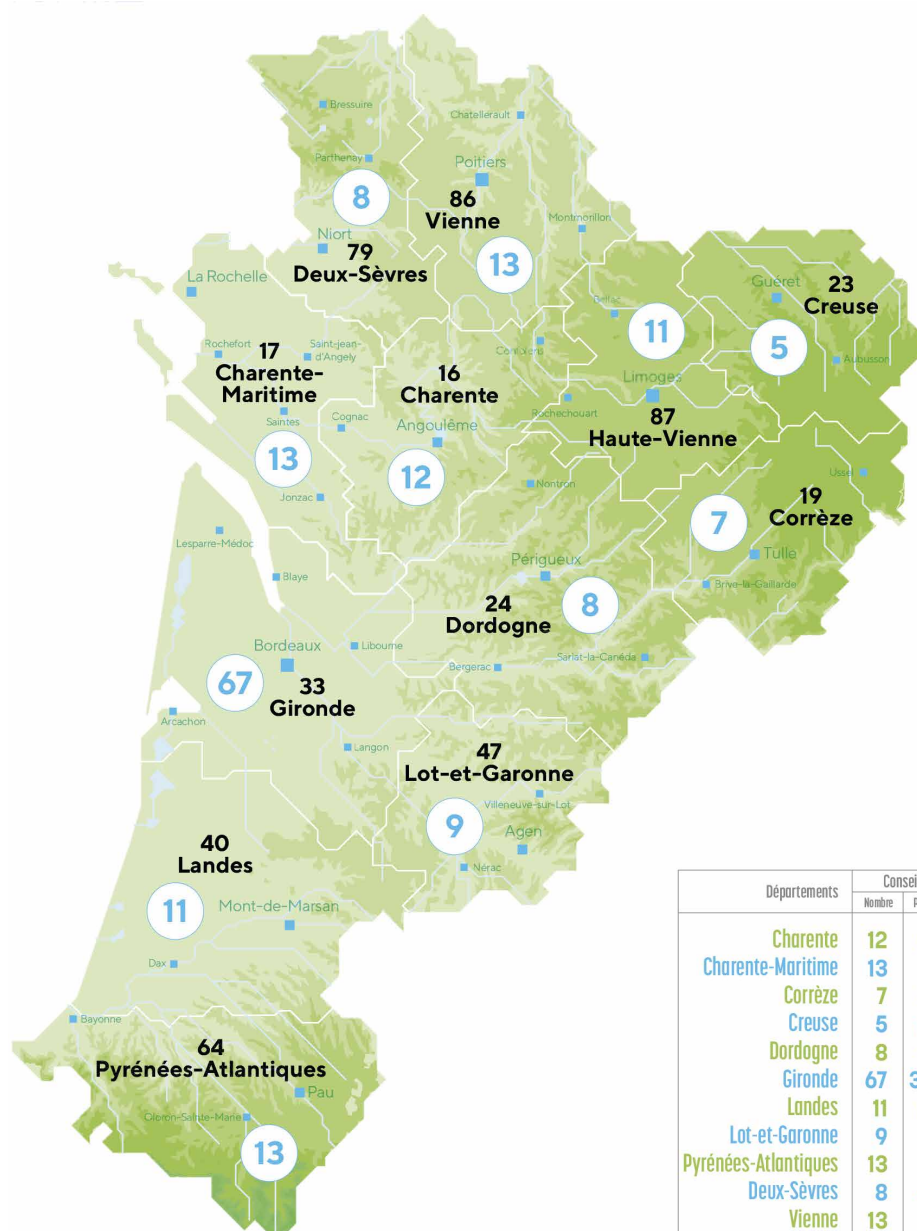 Bressuire
Chatellérault
Parthenay
Poitiers
8
86
Vienne
Montmorillon
Niort
79
Deux-Sèvres
13
La Rochelle
Guéret
23
Creuse
Bellac
11
5
Rochefort
17
Charente-
Maritime
Saint-jean
d'Angely
16
Charente
Confolens
Aubusson
Limoges
Rochechouart
87
Haute-Vienne
Saintes
Cognac
Angoulême
13
12
Jonzac
Nontron
Ussel
19
Corrèze
7
Tulle
Lesparre-Médoc
Périgueux
Blaye
Brive-la-Gaillarde
24
Dordogne
8
Bordeaux
Libourne
Bergerac
Sarlat-la-Canéda
67
33
Gironde
Arcachon
Langon
47
Lot-et-Garonne
Villeneuve-sur-Lot
9
Agen
Nérac
40
Landes
11
Mont-de-Marsan
Dax
Bayonne
64
Pyrénées-Atlantiques
Pau
Oloron-Sainte-Marie
13
Départements Consei
Nombre P
Charente 12
Charente-Maritime 13
Corrèze 7
Creuse 5
Dordogne 8
Gironde 67 3
Landes 11
Lot-et-Garonne 9
Pyrénées-Atlantiques 13
Deux-Sèvres 8
Vienne 13